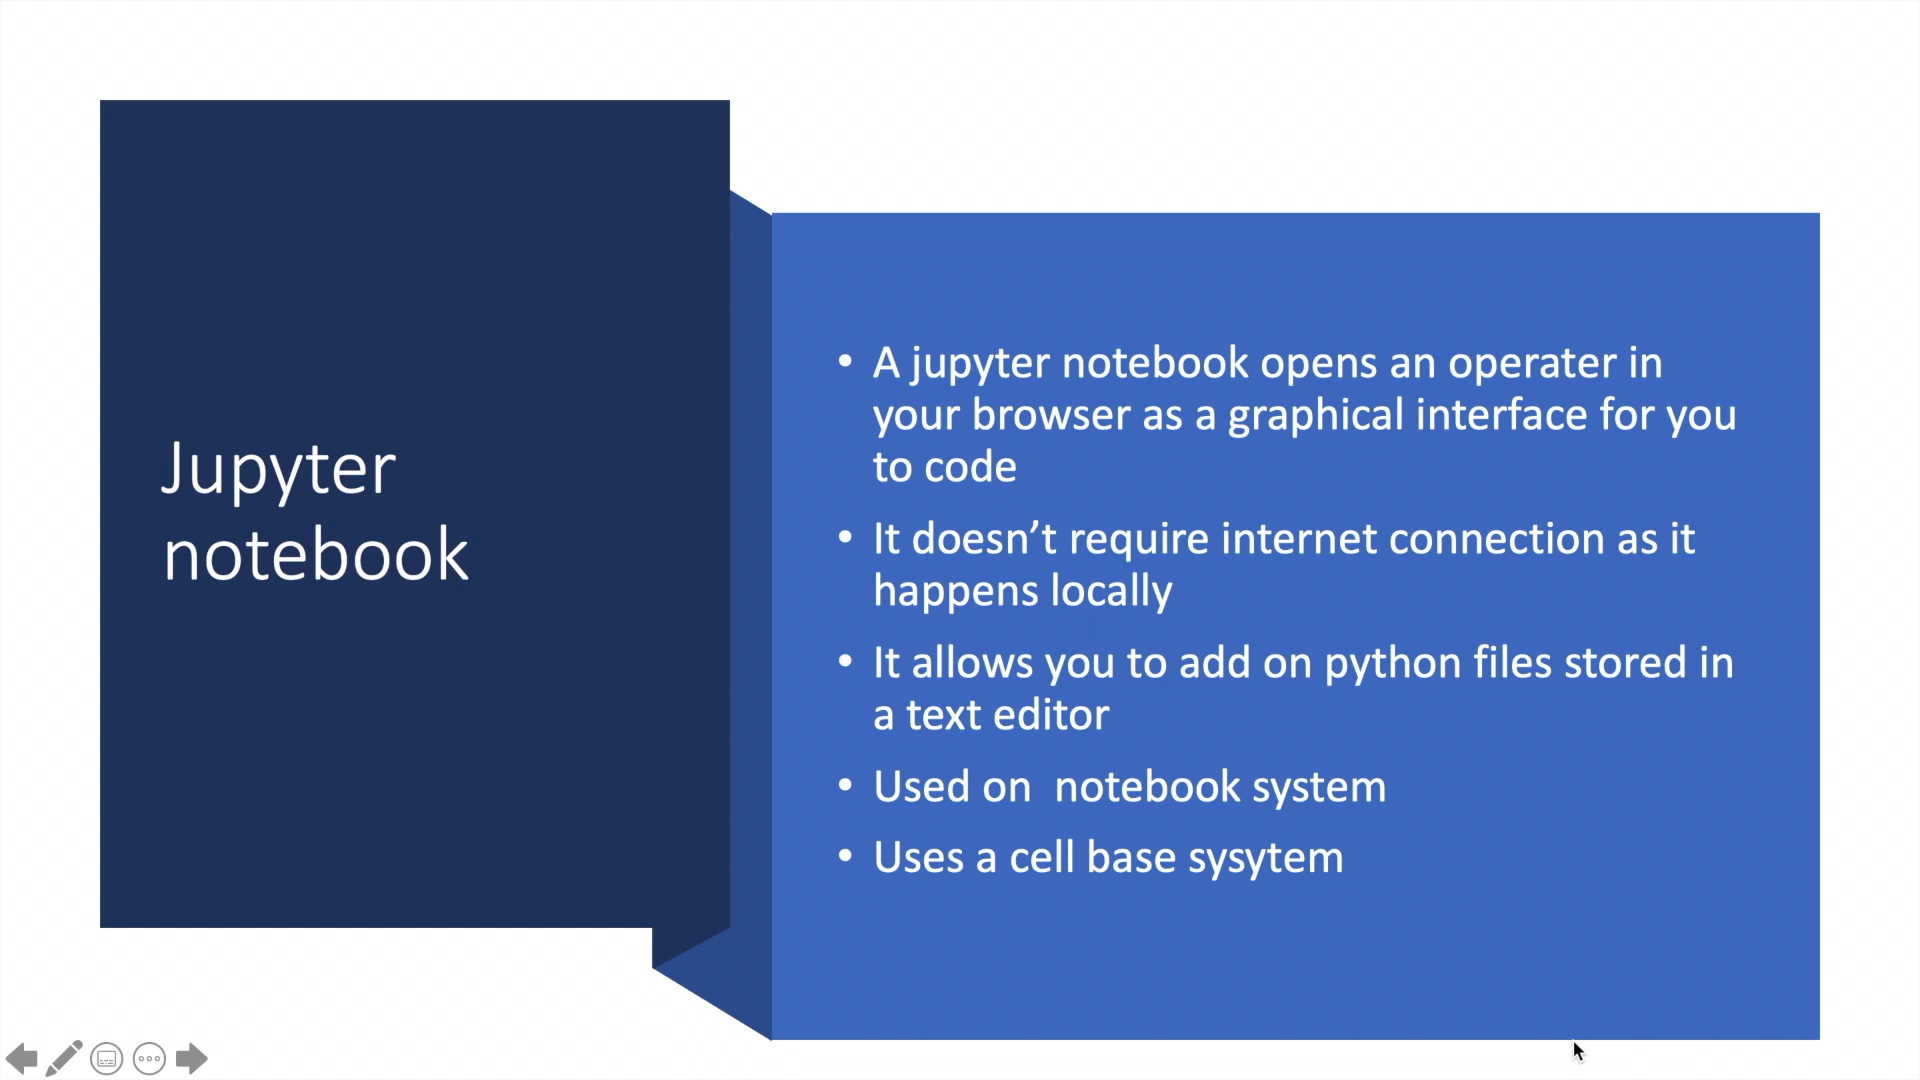 Jupyter
notebook
• A jupyter notebook opens an operater in
your browser as a graphical interface for you
to code
• It doesn’t require internet connection as it
happens locally
• It allows you to add on python files stored in
a text editor
• Used on  notebook system
• Uses a cell base sysytem